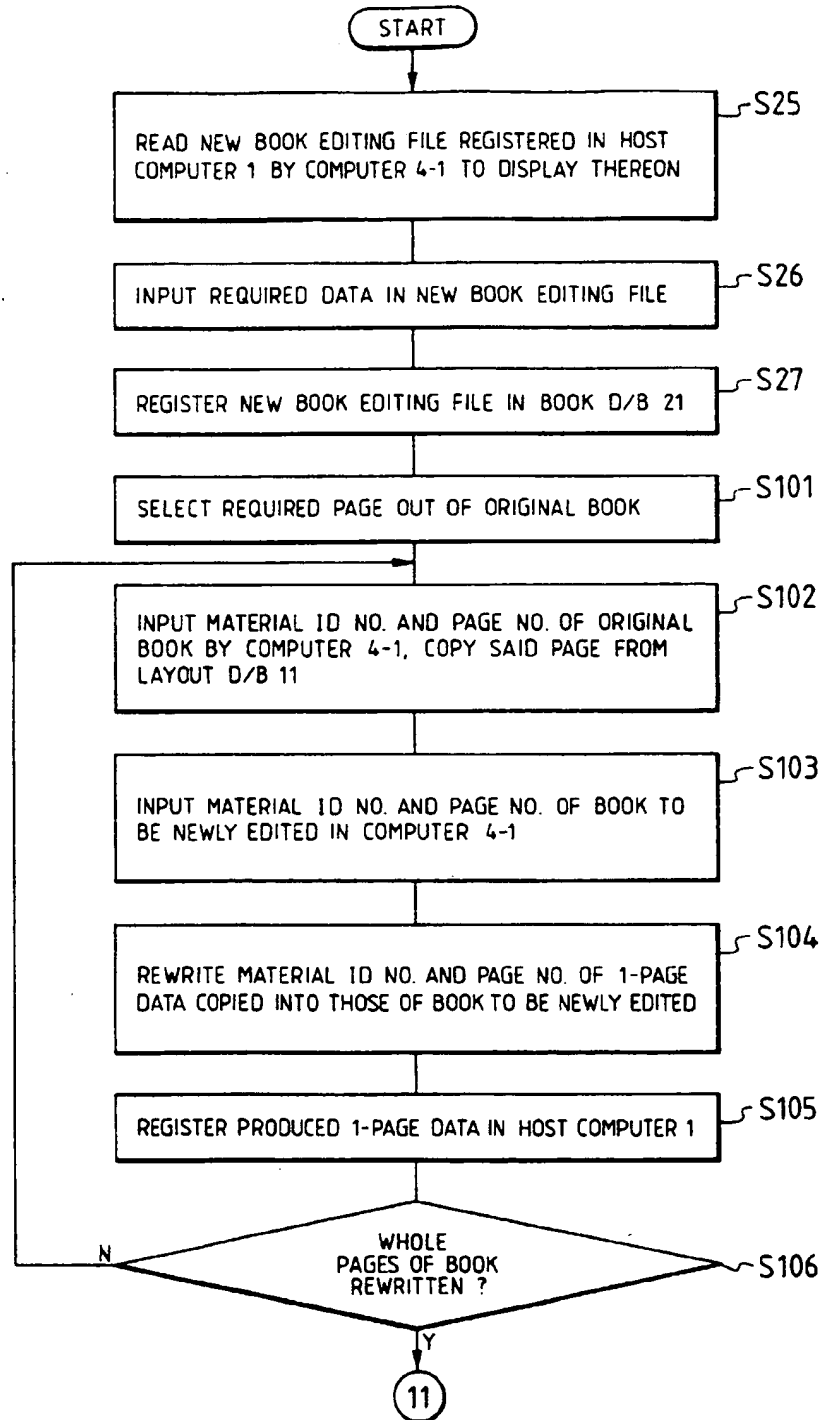 START
S25
READ NEW BOOK EDITING FILE REGISTERED IN HOST
COMPUTER 1 BY COMPUTER 4-1 TO DISPLAY THEREON
S26
INPUT REQUIRED DATA IN NEW BOOK EDITING FILE
S27
REGISTER NEW BOOK EDITING FILE IN BOOK D/B 21
S101
SELECT REQUIRED PAGE OUT OF ORIGINAL BOOK
S102
INPUT MATERIAL ID NO. AND PAGE NO. OF ORIGINAL
BOOK BY COMPUTER 4-1, COPY SAID PAGE FROM
LAYOUT D/B 11
S103
INPUT MATERIAL ID NO. AND PAGE NO. OF BOOK TO
BE NEWLY EDITED IN COMPUTER 4-1
S104
REWRITE MATERIAL ID NO. AND PAGE NO. OF 1-PAGE
DATA COPIED INTO THOSE OF BOOK TO BE NEWLY EDITED
S105
REGISTER PRODUCED 1-PAGE DATA IN HOST COMPUTER 1
WHOLE
PAGES OF BOOK
REWRITTEN ?
N
S106
Y
11